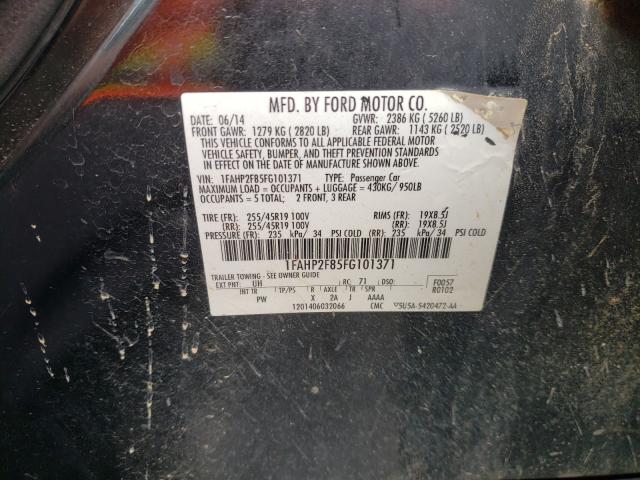 MFD. BY FORD MOTOR CO.
DATE: 06/14 GVWR: 2386 KG ( 5260 LB)
FRONT GAWR: 1279 KG ( 2820 LB) REAR GAWR: 1143 KG ( 2520 LB)
THIS VEHICLE CONFORMS TO ALL APPLICABLE FEDERAL MOTOR
VEHICLE SAFETY, BUMPER, AND THEFT PREVENTION STANDARDS
IN EFFECT ON THE DATE OF MANUFACTURE SHOWN ABOVE.
VIN: 1FAHP2F85FG101371 TYPE: Passenger Car
MAXIMUM LOAD = OCCUPANTS + LUGGAGE = 430KG/950LB
OCCUPANTS = 5 TOTAL: 2 FRONT, 3 REAR
TIRE (FR): 255/45R19 100V RIMS (FR): 19X8.5J
(RR): 255/45R19 100V (RR): 19X8.5J
PRESSURE (FR): 235 kPa/ 34 PSI COLD (RR): 235 kPa/ 34 PSI COLD
1FAHP2F85FG101371
TRAILER TOWING - SEE OWNERS GUIDE
EXT PNT: UH RC: 71 DSO: F0057
INT TR TP/PS R AXLE TR SPR R0102
PW X 2A J AAAA
1201406032066 CMC 5U5A-5420472-AA